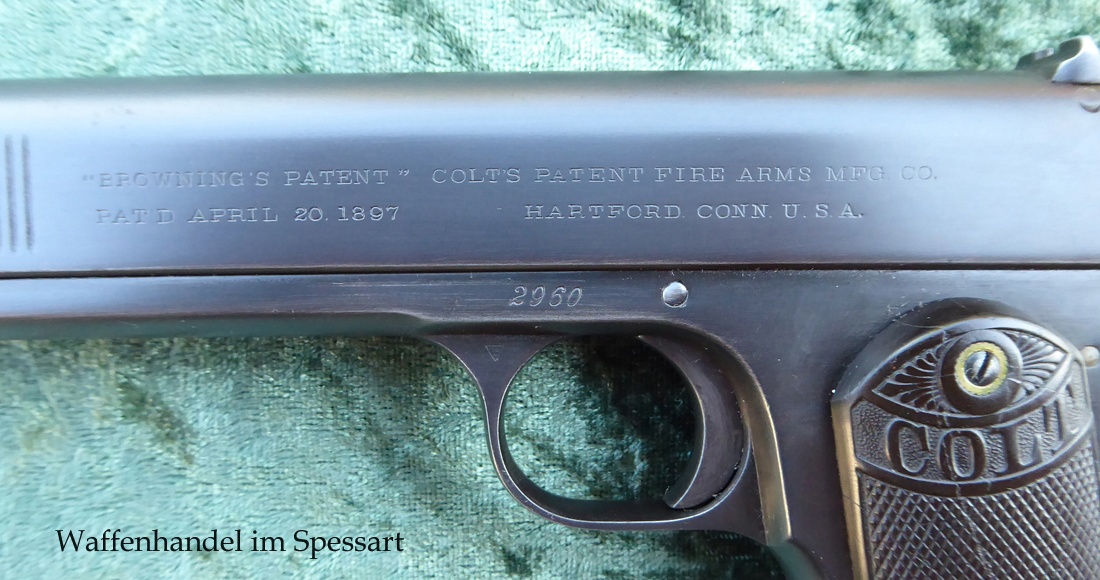 "BROWNING'S PATENT" COLT'S PATENT FIRE ARMS MFG. CO.
PAT'D APRIL 20. 1897 HARTFORD. CONN. U. S. A.
2960
COLT
Waffenhandel im Spessart